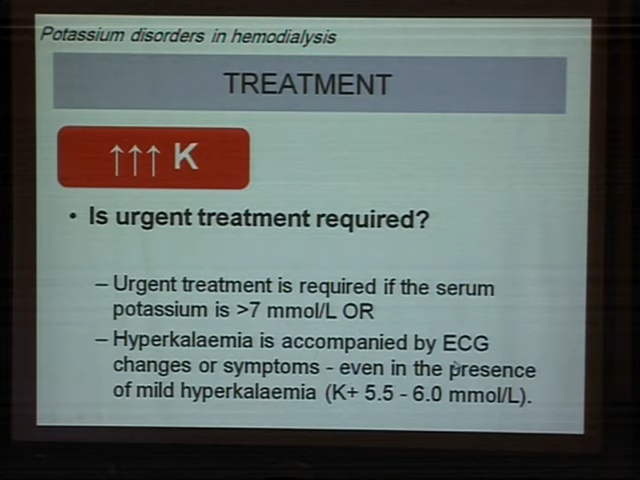 Potassium disorders in hemodialysis
TREATMENT
↑↑↑ K
• Is urgent treatment required?
– Urgent treatment is required if the serum
potassium is >7 mmol/L OR
– Hyperkalaemia is accompanied by ECG
changes or symptoms - even in the presence
of mild hyperkalaemia (K+ 5.5 - 6.0 mmol/L).